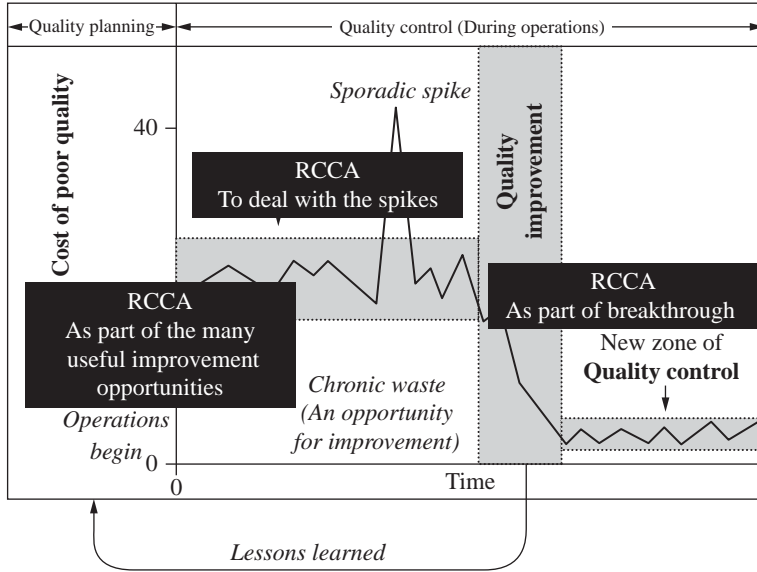 Quality planning
Quality control (During operations)
Cost of poor quality
40
Sporadic spike
RCCA
To deal with the spikes
Quality
improvement
RCCA
As part of the many
useful improvement
opportunities
RCCA
As part of breakthrough
New zone of
Quality control
Chronic waste
(An opportunity
for improvement)
Operations
begin
0
0
Time
Lessons learned